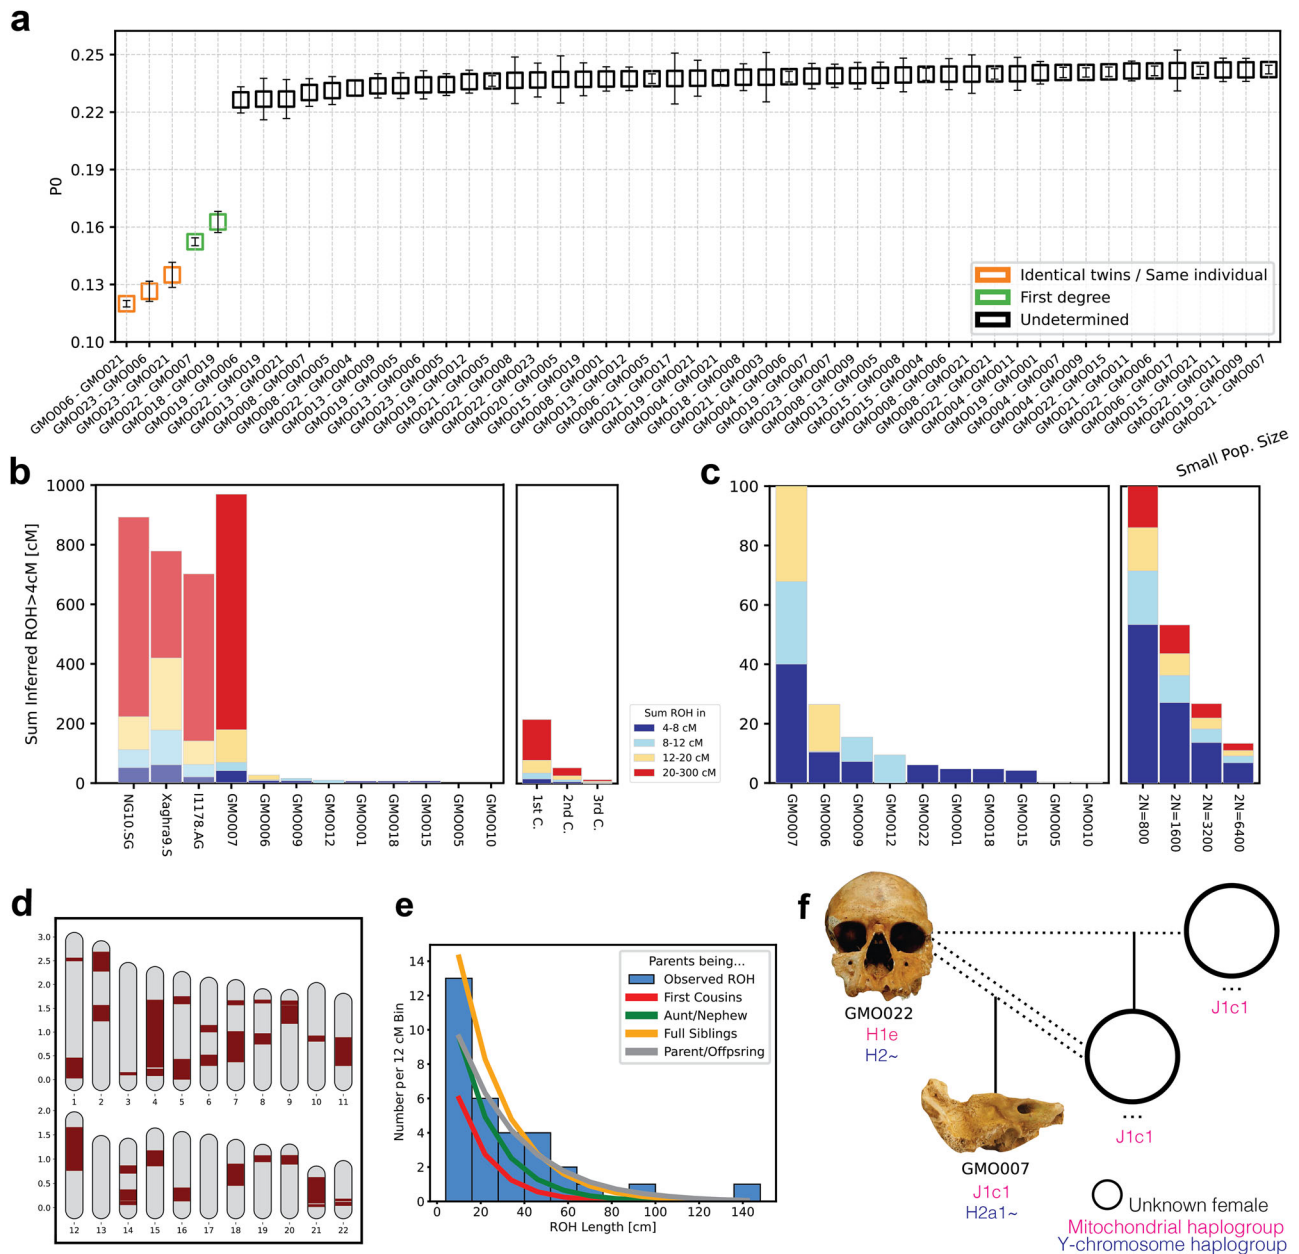 a
P0
0.25
0.22
0.19
0.16
0.13
0.10
Identical twins / Same individual
First degree
Undetermined
GMO006 - GMO021
GMO023 - GMO006
GMO023 - GMO021
GMO022 - GMO007
GMO018 - GMO019
GMO019 - GMO006
GMO022 - GMO019
GMO013 - GMO021
GMO008 - GMO007
GMO008 - GMO005
GMO022 - GMO004
GMO013 - GMO009
GMO013 - GMO005
GMO023 - GMO006
GMO019 - GMO012
GMO021 - GMO005
GMO022 - GMO008
GMO022 - GMO023
GMO020 - GMO005
GMO015 - GMO019
GMO008 - GMO001
GMO013 - GMO012
GMO006 - GMO005
GMO021 - GMO017
GMO019 - GMO021
GMO004 - GMO021
GMO018 - GMO008
GMO021 - GMO003
GMO004 - GMO006
GMO019 - GMO007
GMO023 - GMO007
GMO008 - GMO009
GMO013 - GMO005
GMO015 - GMO008
GMO015 - GMO004
GMO008 - GMO006
GMO008 - GMO021
GMO022 - GMO021
GMO004 - GMO011
GMO019 - GMO001
GMO004 - GMO007
GMO004 - GMO009
GMO022 - GMO015
GMO021 - GMO011
GMO022 - GMO006
GMO006 - GMO017
GMO015 - GMO021
GMO022 - GMO011
GMO019 - GMO009
GMO021 - GMO007
b
Sum Inferred ROH>4cM [cM]
1000
800
600
400
200
0
NG10.SG
Xaghra9.S
I1178.AG
GMO007
GMO006
GMO009
GMO012
GMO001
GMO018
GMO015
GMO005
GMO010
1st C.
2nd C.
3rd C.
Sum ROH in
4-8 cM
8-12 cM
12-20 cM
20-300 cM
c
Small Pop. Size
100
80
60
40
20
0
GMO007
GMO006
GMO009
GMO012
GMO022
GMO001
GMO018
GMO015
GMO005
GMO010
2N=800
2N=1600
2N=3200
2N=6400
d
3.0
2.5
2.0
1.5
1.0
0.5
0.0
1 2 3 4 5 6 7 8 9 10 11
2.0
1.5
1.0
0.5
0.0
12 13 14 15 16 17 18 19 20 21 22
e
Number per 12 cM Bin
14
12
10
8
6
4
2
0
0 20 40 60 80 100 120 140
ROH Length [cm]
Parents being...
Observed ROH
First Cousins
Aunt/Nephew
Full Siblings
Parent/Offpsring
f
GMO022
H1e
H2~
...
J1c1
...
J1c1
GMO007
J1c1
H2a1~
Unknown female
Mitochondrial haplogroup
Y-chromosome haplogroup